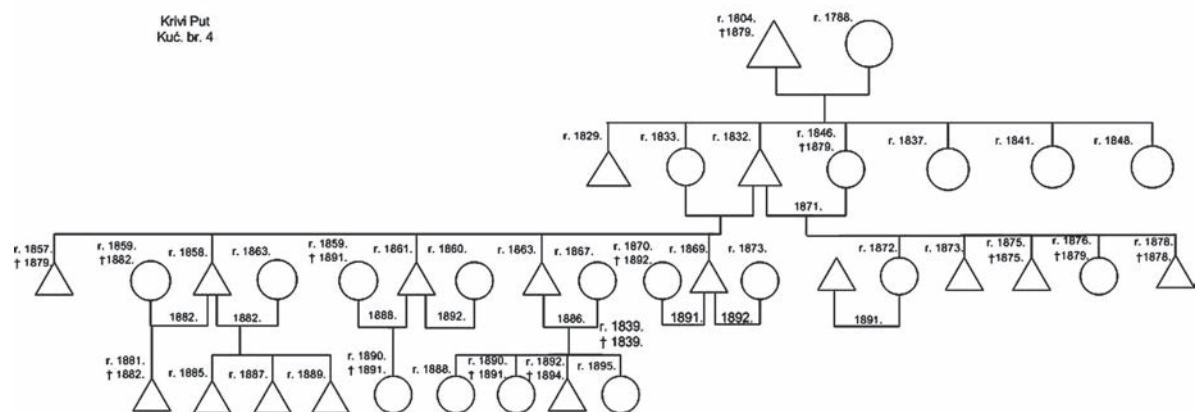 Krivi Put
Kuć. br. 4
r. 1804.
†1879.
r. 1788.
r. 1829.
r. 1833.
r. 1832.
r. 1846.
†1879.
r. 1837.
r. 1841.
r. 1848.
1871.
r. 1857.
† 1879.
r. 1859.
†1882.
r. 1858.
r. 1863.
r. 1859.
† 1891.
r. 1861.
r. 1860.
r. 1863.
r. 1867.
r. 1870.
† 1892.
r. 1869.
r. 1873.
r. 1872.
r. 1873.
r. 1875.
†1875.
r. 1876.
†1879.
r. 1878.
†1878.
1882.
1882.
1888.
1892.
1886.
1891.
1892.
1891.
r. 1839.
† 1839.
r. 1881.
† 1882.
r. 1885.
r. 1887.
r. 1889.
r. 1890.
† 1891.
r. 1888.
r. 1890.
† 1891.
r. 1892.
† 1894.
r. 1895.